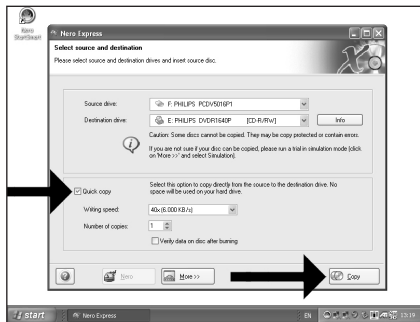 Nero
StartSmart
Nero Express
Select source and destination
Please select source and destination drives and insert source disc.
Source drive:
F: PHILIPS PCDV5016P1
Destination drive:
E: PHILIPS DVDR1640P [CD-R/RW]
Info
Caution: Some discs cannot be copied. They may be copy protected or contain errors.
If you are not sure if your disc can be copied, please run a trial in simulation mode (click
on 'More >>' and select Simulation).
Quick copy
Select this option to copy directly from the source to the destination drive. No
space will be used on your hard drive.
Writing speed:
40x (6.000 KB/s)
Number of copies:
1
Verify data on disc after burning
Nero
More >>
Copy
start
Nero Express
EN
13:19